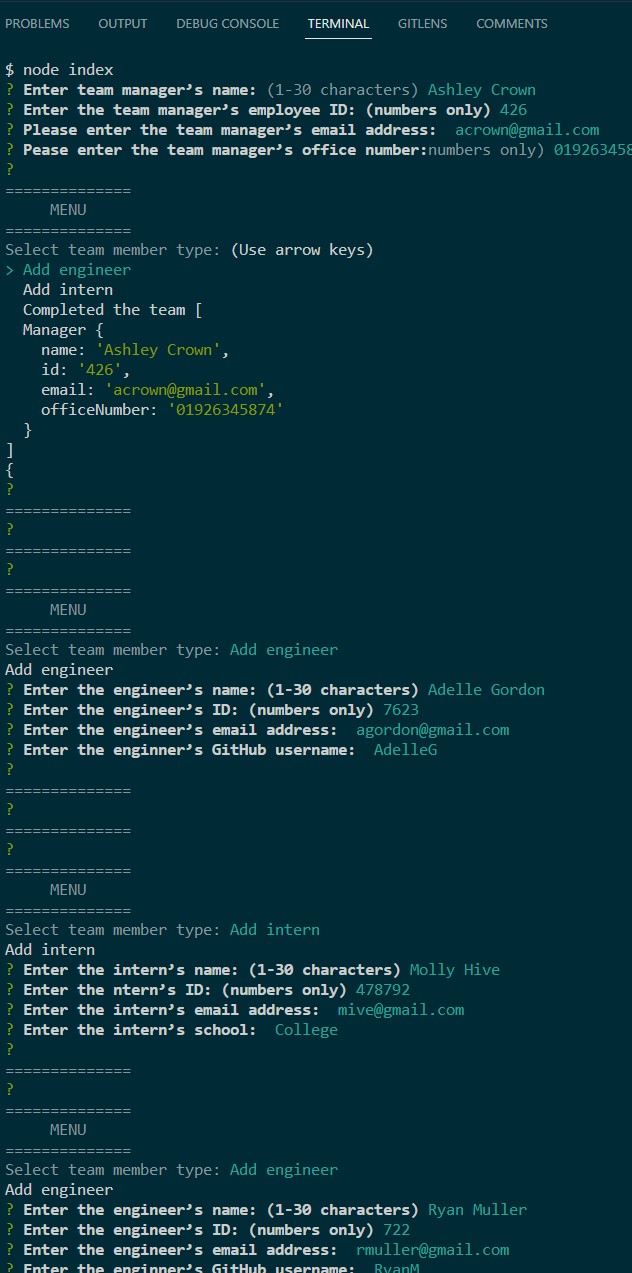 PROBLEMS OUTPUT DEBUG CONSOLE TERMINAL GITLENS COMMENTS
$ node index
? Enter team manager’s name: (1-30 characters) Ashley Crown
? Enter the team manager’s employee ID: (numbers only) 426
? Please enter the team manager’s email address:  acrown@gmail.com
? Pease enter the team manager’s office number:numbers only) 019263458
?
==============
     MENU
==============
Select team member type: (Use arrow keys)
> Add engineer
  Add intern
  Completed the team [
  Manager {
    name: 'Ashley Crown',
    id: '426',
    email: 'acrown@gmail.com',
    officeNumber: '01926345874'
  }
]
{
?
==============
?
==============
?
==============
     MENU
==============
Select team member type: Add engineer
Add engineer
? Enter the engineer’s name: (1-30 characters) Adelle Gordon
? Enter the engineer’s ID: (numbers only) 7623
? Enter the engineer’s email address:  agordon@gmail.com
? Enter the enginner’s GitHub username:  AdelleG
?
==============
?
==============
?
==============
     MENU
==============
Select team member type: Add intern
Add intern
? Enter the intern’s name: (1-30 characters) Molly Hive
? Enter the ntern’s ID: (numbers only) 478792
? Enter the intern’s email address:  mive@gmail.com
? Enter the intern’s school:  College
?
==============
?
==============
     MENU
==============
Select team member type: Add engineer
Add engineer
? Enter the engineer’s name: (1-30 characters) Ryan Muller
? Enter the engineer’s ID: (numbers only) 722
? Enter the engineer’s email address:  rmuller@gmail.com
? Enter the enginner’s GitHub username:  RyanM